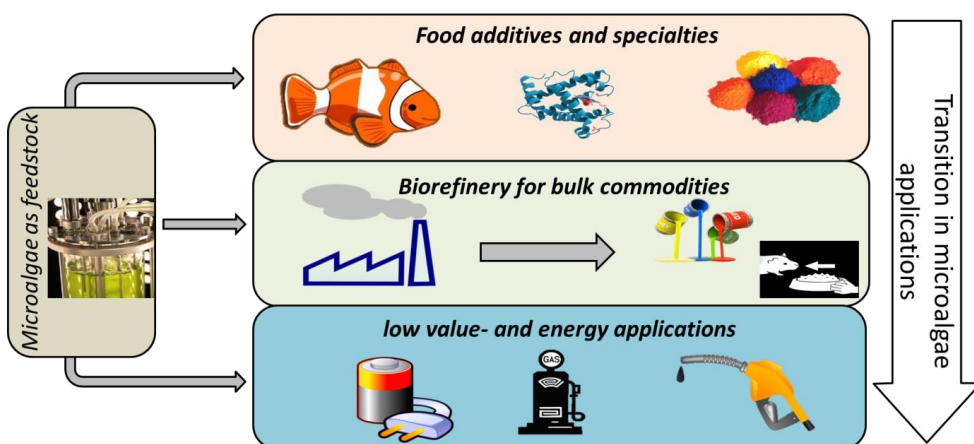 Food additives and specialties
Microalgae as feedstock
Biorefinery for bulk commodities
low value- and energy applications
GAS
Transition in microalgae
applications